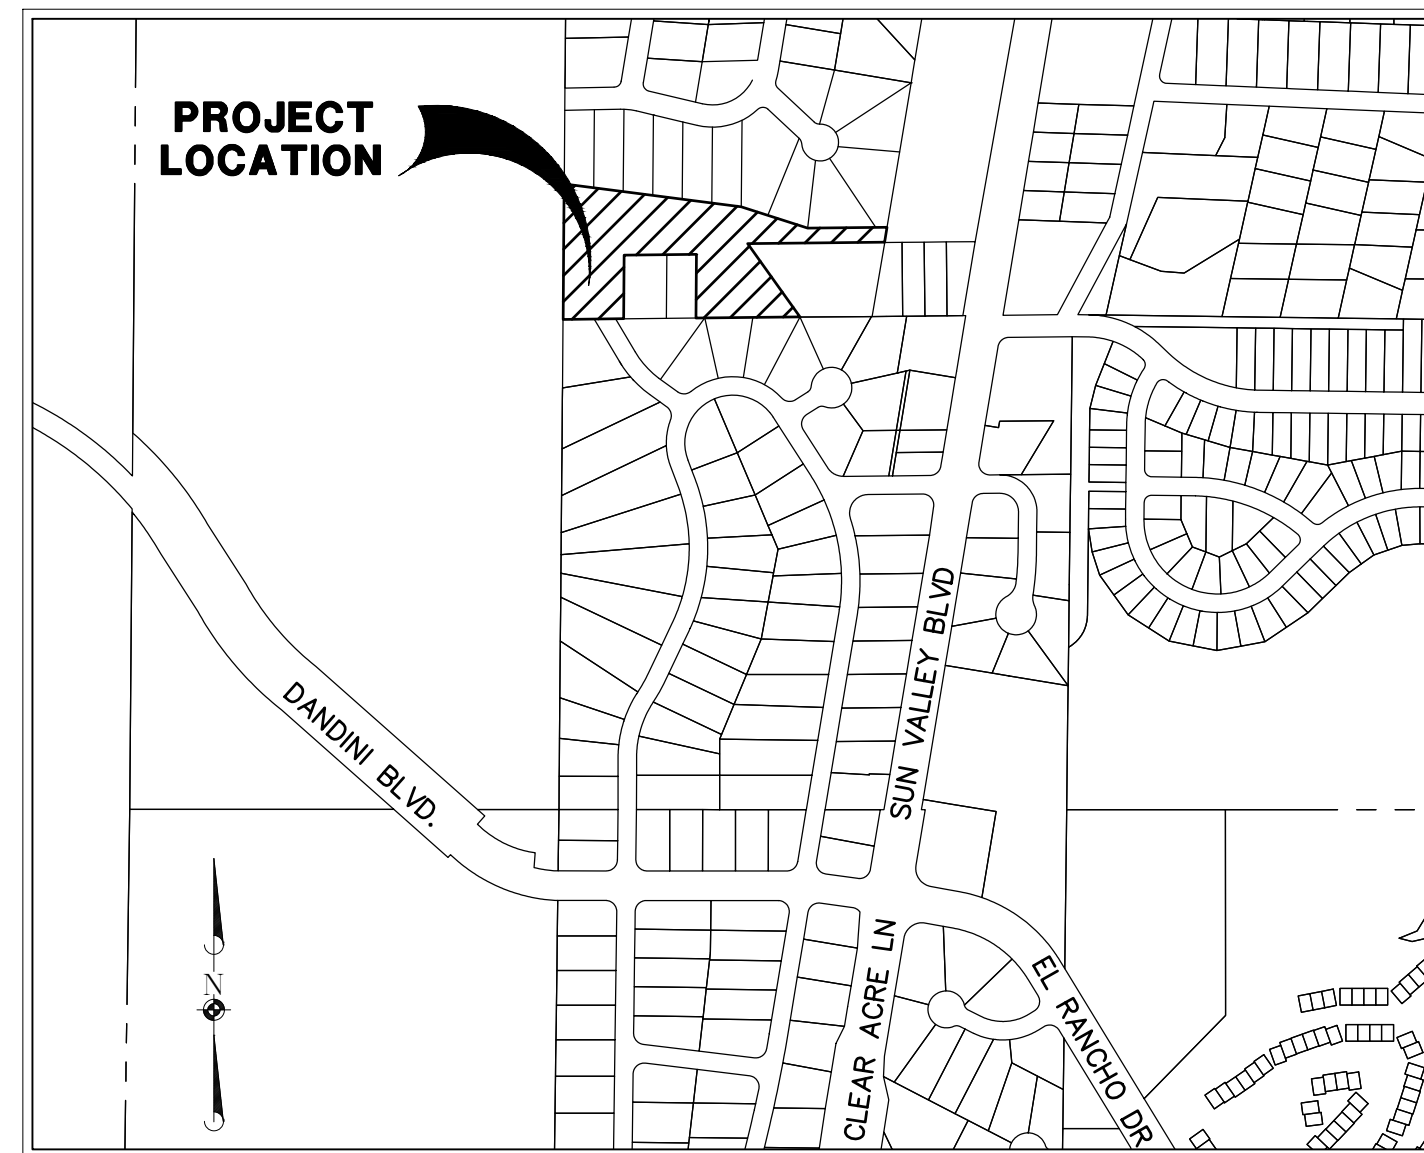 PROJECT
LOCATION
SUN VALLEY BLVD
DANDINI BLVD.
N
CLEAR ACRE LN
EL RANCHO DR